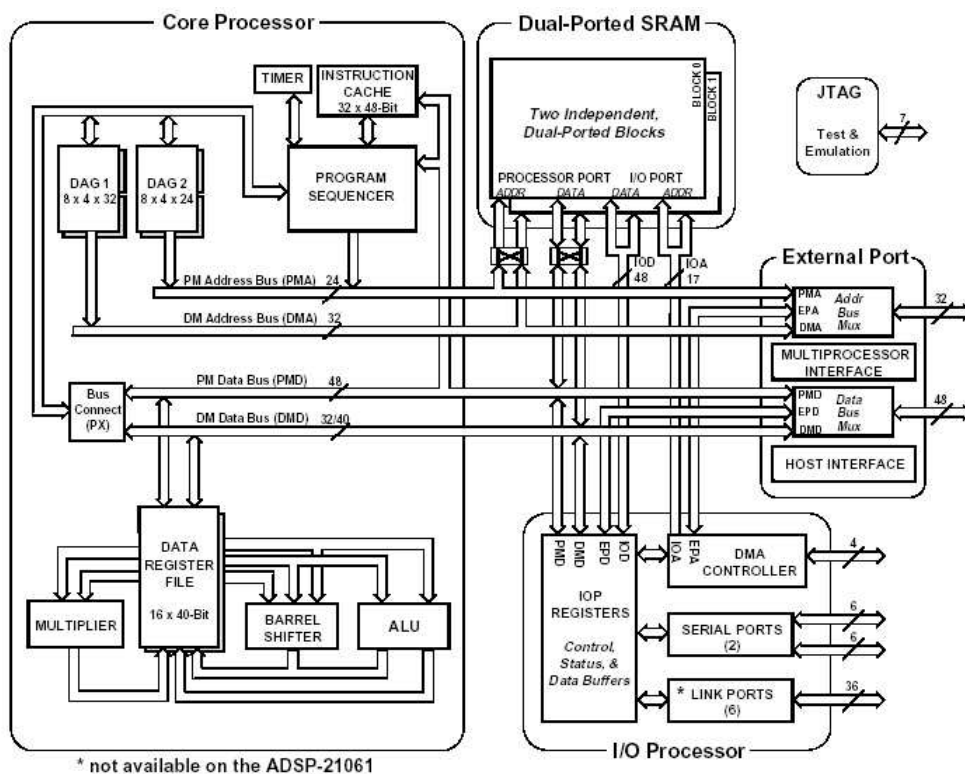 Core Processor
TIMER
INSTRUCTION
CACHE
32 x 48-Bit
DAG 1
8 x 4 x 32
DAG 2
8 x 4 x 24
PROGRAM
SEQUENCER
PM Address Bus (PMA)
24
DM Address Bus (DMA)
32
PM Data Bus (PMD)
48
Bus
Connect
(PX)
DM Data Bus (DMD)
32/40
DATA
REGISTER
FILE
16 x 40-Bit
MULTIPLIER
BARREL
SHIFTER
ALU
Dual-Ported SRAM
Two Independent,
Dual-Ported Blocks
BLOCK 0
BLOCK 1
PROCESSOR PORT
I/O PORT
ADDR
DATA
DATA
ADDR
IOD
48
IOA
17
JTAG
Test &
Emulation
7
External Port
PMA
EPA
DMA
Addr
Bus
Mux
32
MULTIPROCESSOR
INTERFACE
PMD
EPD
DMD
Data
Bus
Mux
48
HOST INTERFACE
PMD
DMD
EPD
IOD
IOP
REGISTERS
Control,
Status, &
Data Buffers
IOA
EPA
DMA
CONTROLLER
4
SERIAL PORTS
(2)
6
6
* LINK PORTS
(6)
36
I/O Processor
* not available on the ADSP-21061